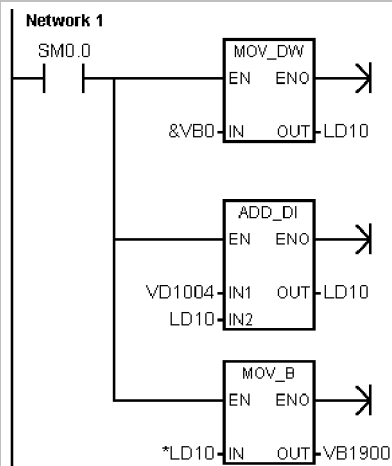 Network 1
SM0.0
MOV_DW
EN ENO
&VB0 IN OUT LD10
ADD_DI
EN ENO
VD1004 IN1 OUT LD10
LD10 IN2
MOV_B
EN ENO
*LD10 IN OUT VB1900